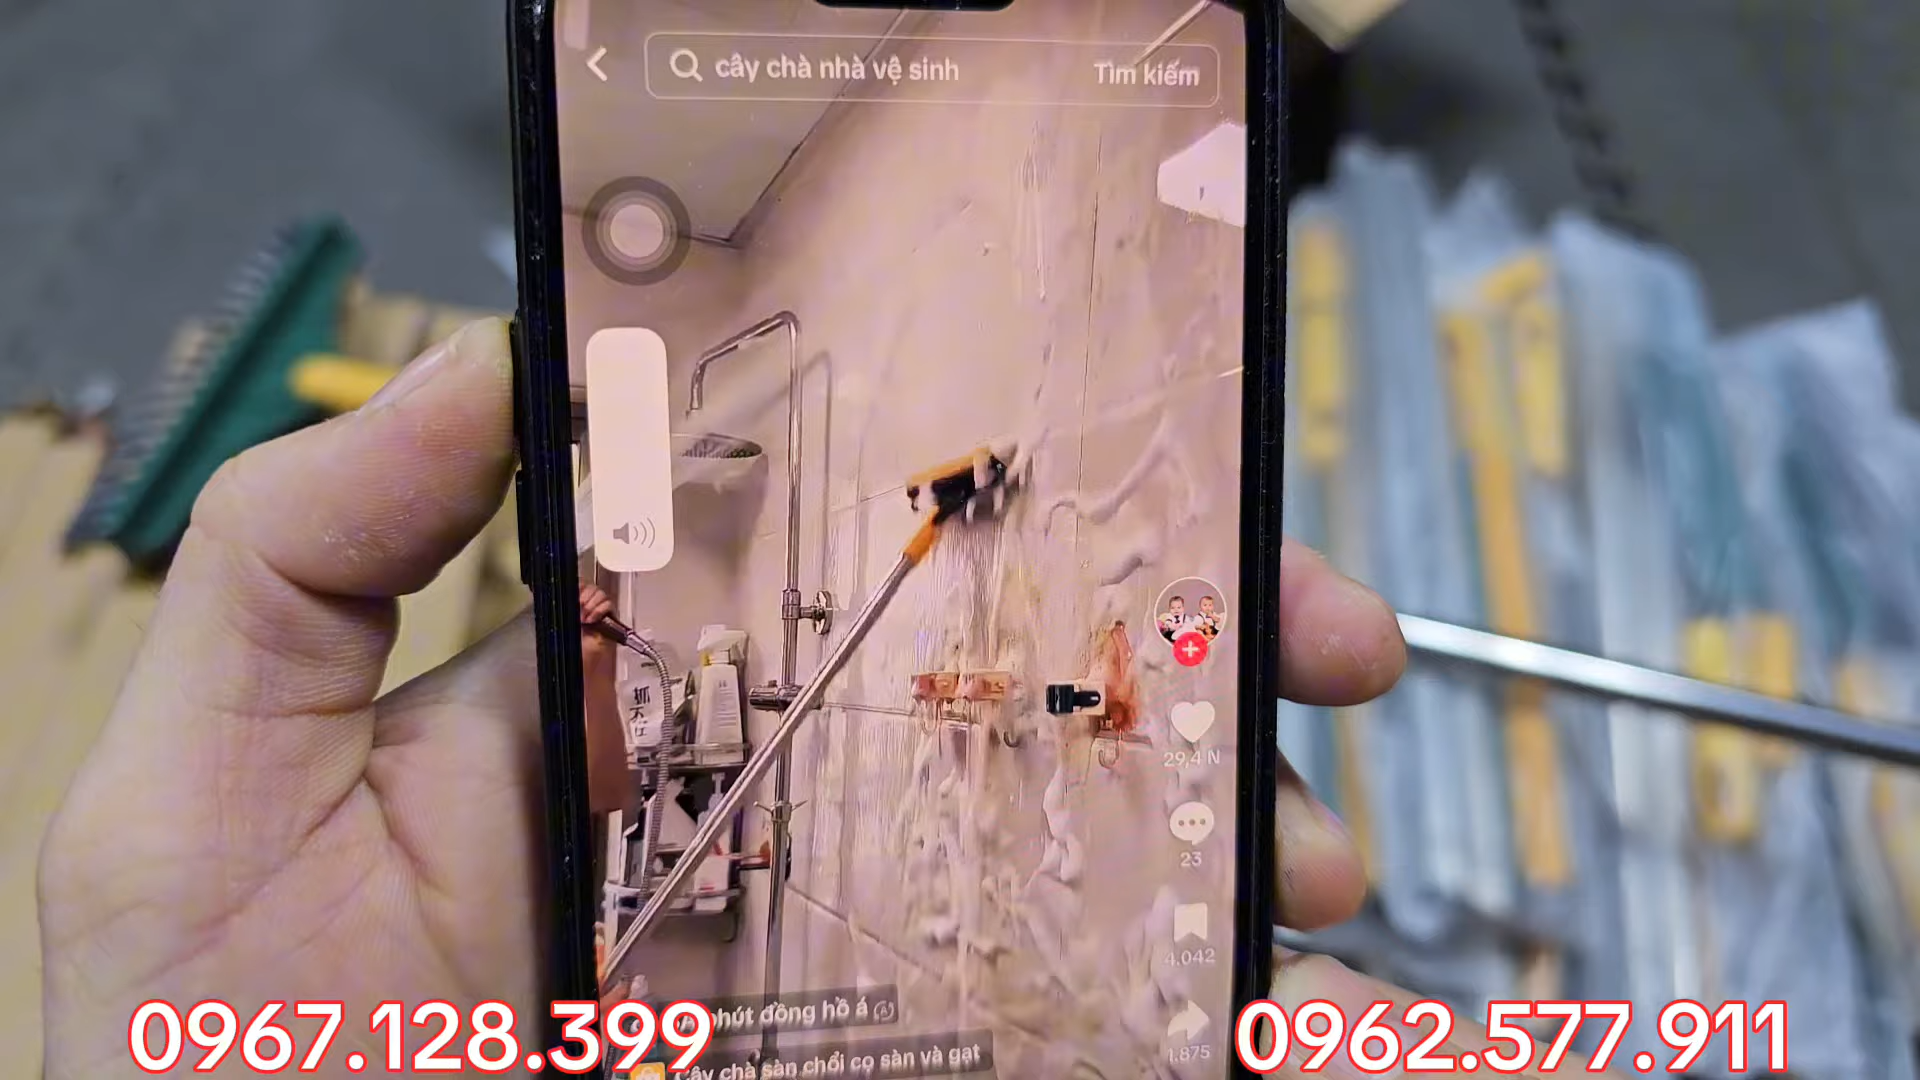 cây chà nhà vệ sinh
Tìm kiếm
29,4 N
23
4.042
1.875
phút đồng hồ á
Cây chà sàn chổi cọ sàn và gạt
0967.128.399
0962.577.911